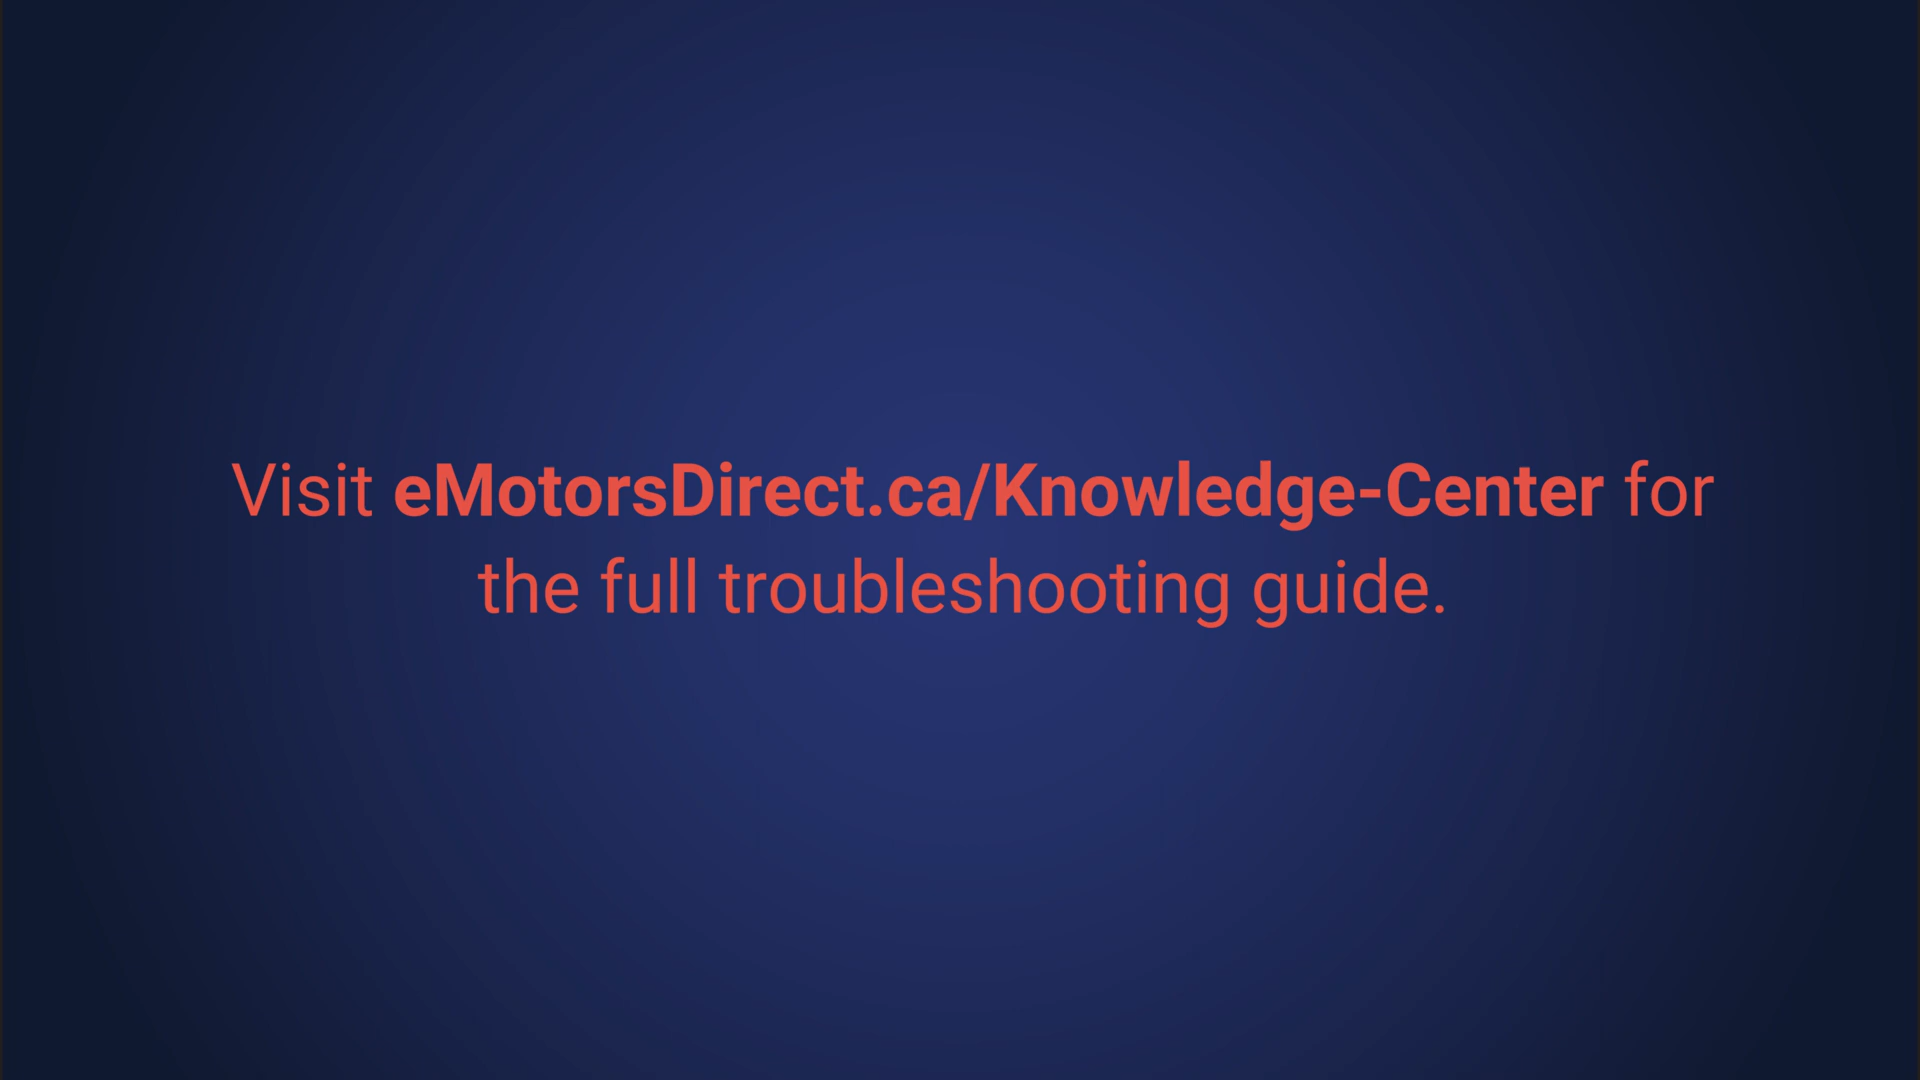 Visit eMotorsDirect.ca/Knowledge-Center for
the full troubleshooting guide.